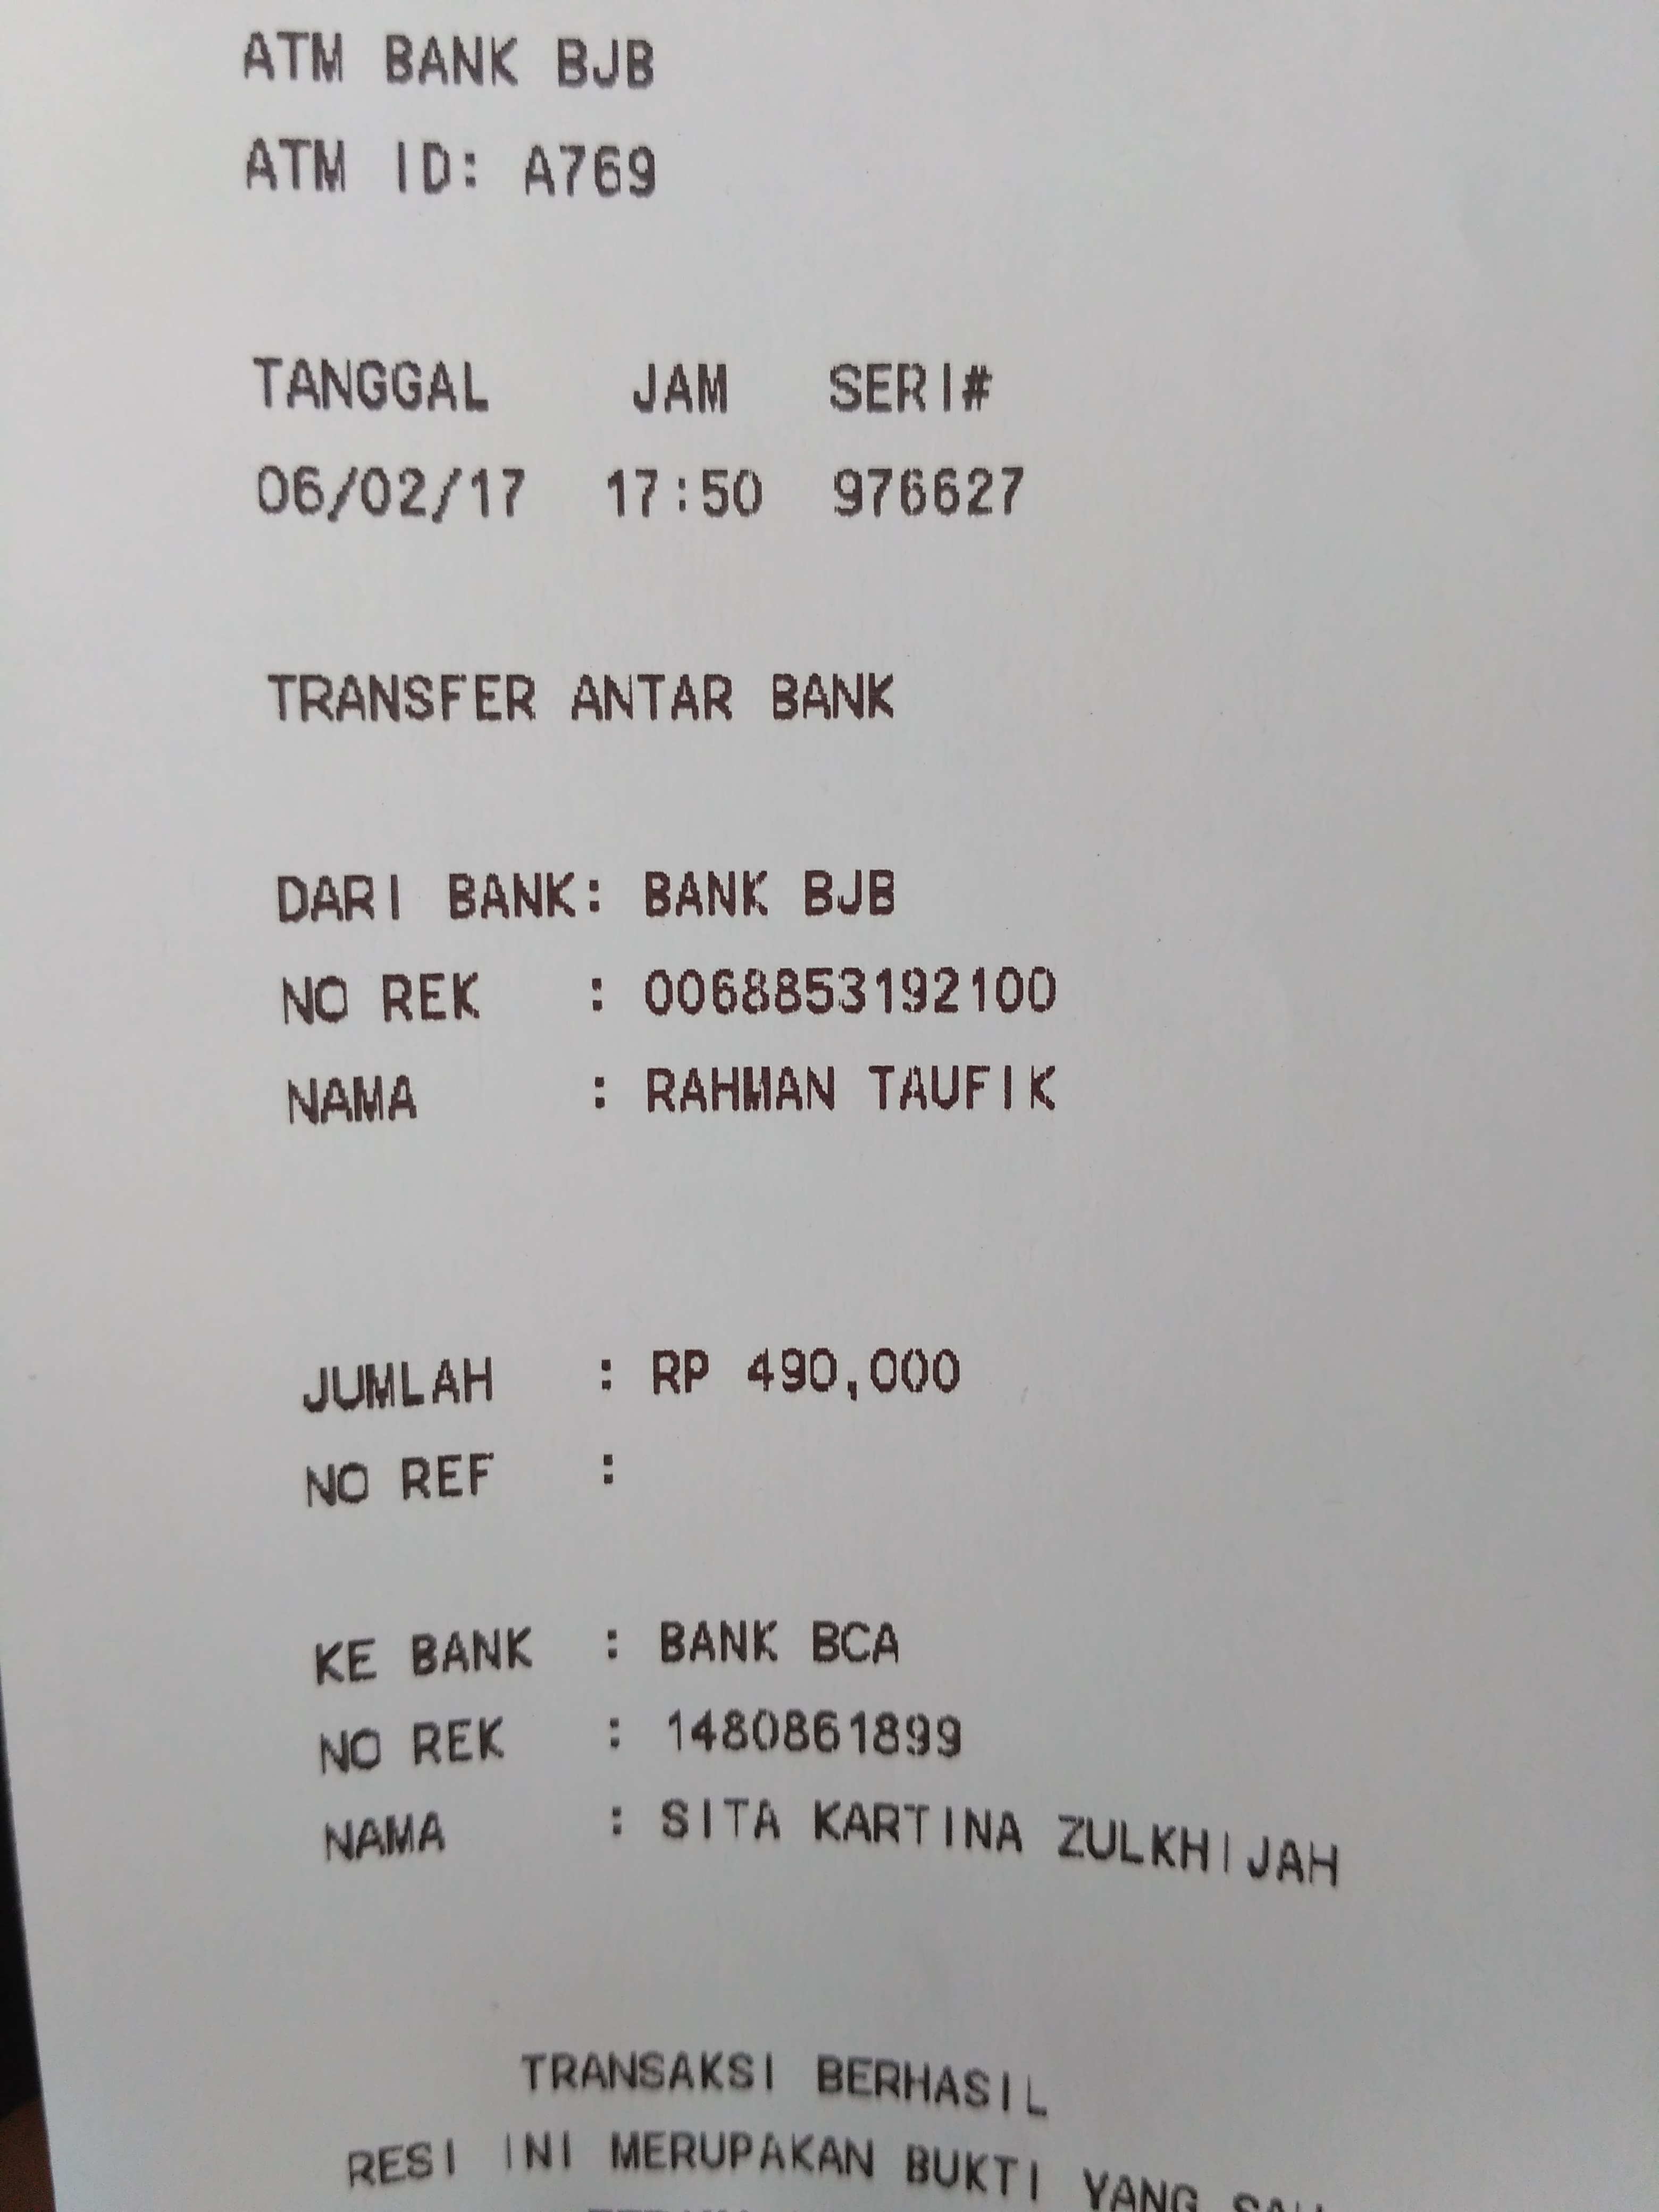 ATM BANK BJB
ATM ID: A769
TANGGAL JAM SERI#
06/02/17 17:50 976627
TRANSFER ANTAR BANK
DARI BANK: BANK BJB
NO REK : 0068853192100
NAMA : RAHMAN TAUFIK
JUMLAH : RP 490,000
NO REF :
KE BANK : BANK BCA
NO REK : 1480861899
NAMA : SITA KARTINA ZULKHIJAH
TRANSAKSI BERHASIL
RESI INI MERUPAKAN BUKTI YANG